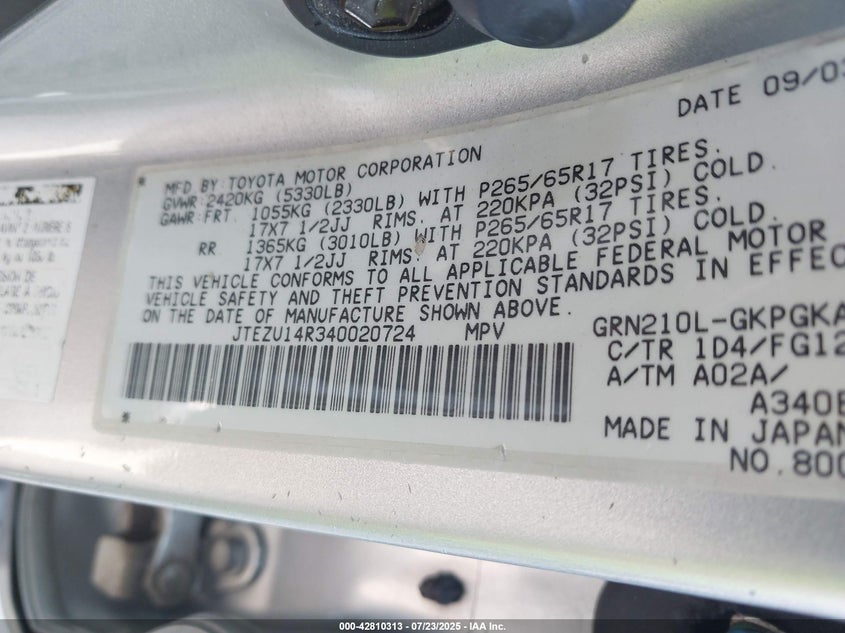 DATE 09/03
MFD BY:TOYOTA MOTOR CORPORATION
GVWR:2420KG (5330LB)
GAWR:FRT. 1055KG (2330LB) WITH P265/65R17 TIRES.
17X7 1/2JJ RIMS. AT 220KPA (32PSI) COLD.
RR 1365KG (3010LB) WITH P265/65R17 TIRES.
17X7 1/2JJ RIMS. AT 220KPA (32PSI) COLD.
THIS VEHICLE CONFORMS TO ALL APPLICABLE FEDERAL MOTOR
VEHICLE SAFETY AND THEFT PREVENTION STANDARDS IN EFFEC
ON THE DATE OF MANUFACTURE SHOWN ABOVE.
JTEZU14R340020724 MPV
GRN210L-GKPGKA
C/TR 1D4/FG12
A/TM A02A/
A340E
MADE IN JAPAN
NO.800
000-42810313 - 07/23/2025 - IAA Inc.